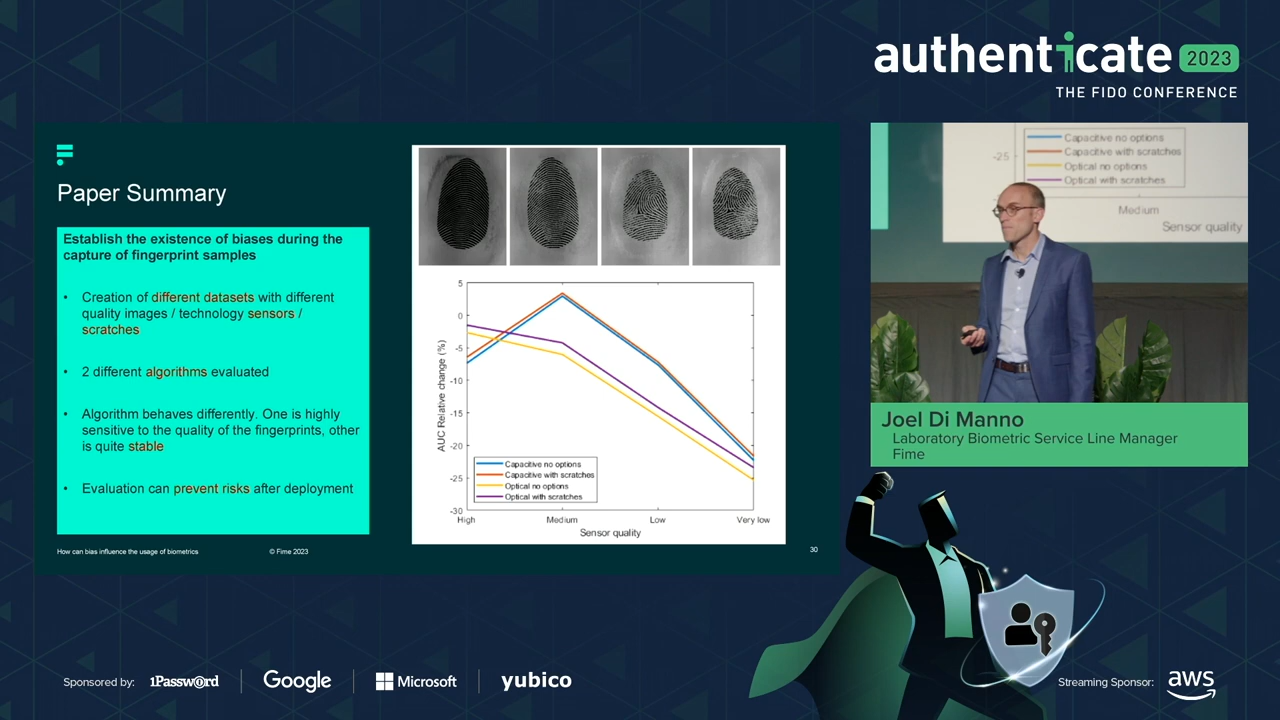 authenticate 2023
THE FIDO CONFERENCE
Paper Summary
Establish the existence of biases during the
capture of fingerprint samples
• Creation of different datasets with different
quality images / technology sensors /
scratches
• 2 different algorithms evaluated
• Algorithm behaves differently. One is highly
sensitive to the quality of the fingerprints, other
is quite stable
• Evaluation can prevent risks after deployment
How can bias influence the usage of biometrics
© Fime 2023
30
AUC Relative change (%)
5
0
-5
-10
-15
-20
-25
-30
Capacitive no options
Capacitive with scratches
Optical no options
Optical with scratches
High
Medium
Low
Very low
Sensor quality
-25
Capacitive no options
Capacitive with scratches
Optical no options
Optical with scratches
Medium
Sensor quality
Joel Di Manno
Laboratory Biometric Service Line Manager
Fime
Sponsored by:
1Password
Google
Microsoft
yubico
Streaming Sponsor:
aws